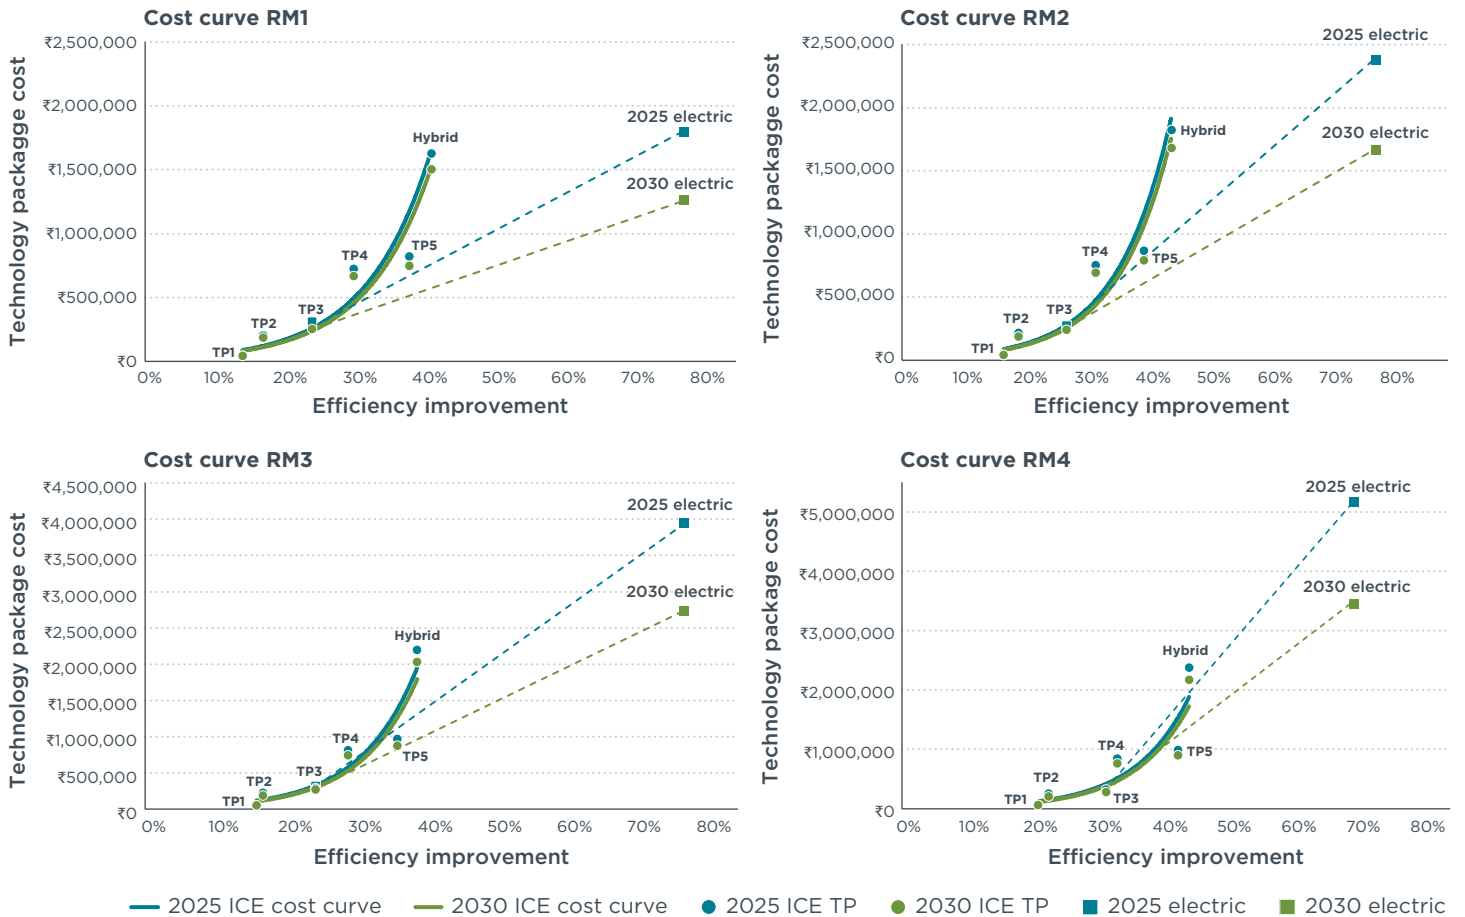 Cost curve RM1
Technology packagge cost
₹2,500,000
₹2,000,000
₹1,500,000
₹1,000,000
₹500,000
₹0
0% 10% 20% 30% 40% 50% 60% 70% 80%
Efficiency improvement
TP1
TP2
TP3
TP4
TP5
Hybrid
2025 electric
2030 electric
Cost curve RM2
Technology packagge cost
₹2,500,000
₹2,000,000
₹1,500,000
₹1,000,000
₹500,000
₹0
0% 10% 20% 30% 40% 50% 60% 70% 80%
Efficiency improvement
TP1
TP2
TP3
TP4
TP5
Hybrid
2025 electric
2030 electric
Cost curve RM3
Technology package cost
₹4,500,000
₹4,000,000
₹3,500,000
₹3,000,000
₹2,500,000
₹2,000,000
₹1,500,000
₹1,000,000
₹500,000
₹0
0% 10% 20% 30% 40% 50% 60% 70% 80%
Efficiency improvement
TP1
TP2
TP3
TP4
TP5
Hybrid
2025 electric
2030 electric
Cost curve RM4
Technology package cost
₹5,000,000
₹4,000,000
₹3,000,000
₹2,000,000
₹1,000,000
₹0
0% 10% 20% 30% 40% 50% 60% 70% 80%
Efficiency improvement
TP1
TP2
TP3
TP4
TP5
Hybrid
2025 electric
2030 electric
2025 ICE cost curve 2030 ICE cost curve 2025 ICE TP 2030 ICE TP 2025 electric 2030 electric